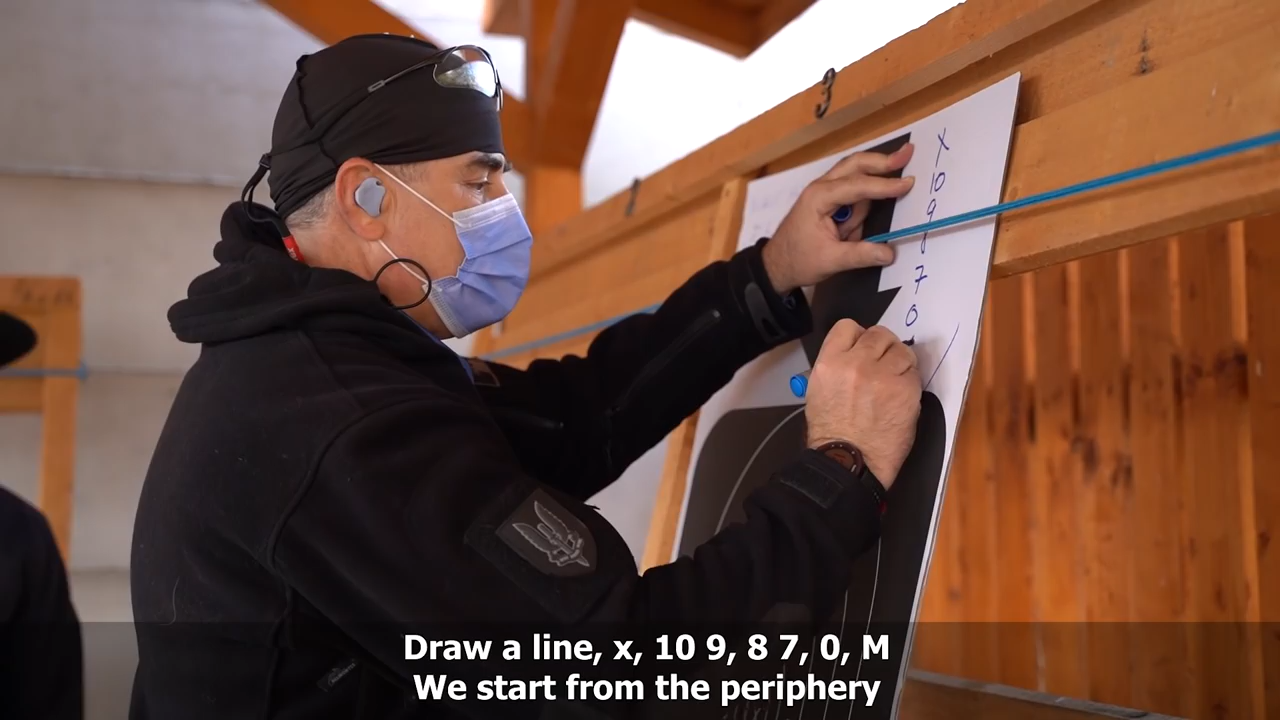 3
X
10
9
8
7
0
Draw a line, x, 10 9, 8 7, 0, M
We start from the periphery